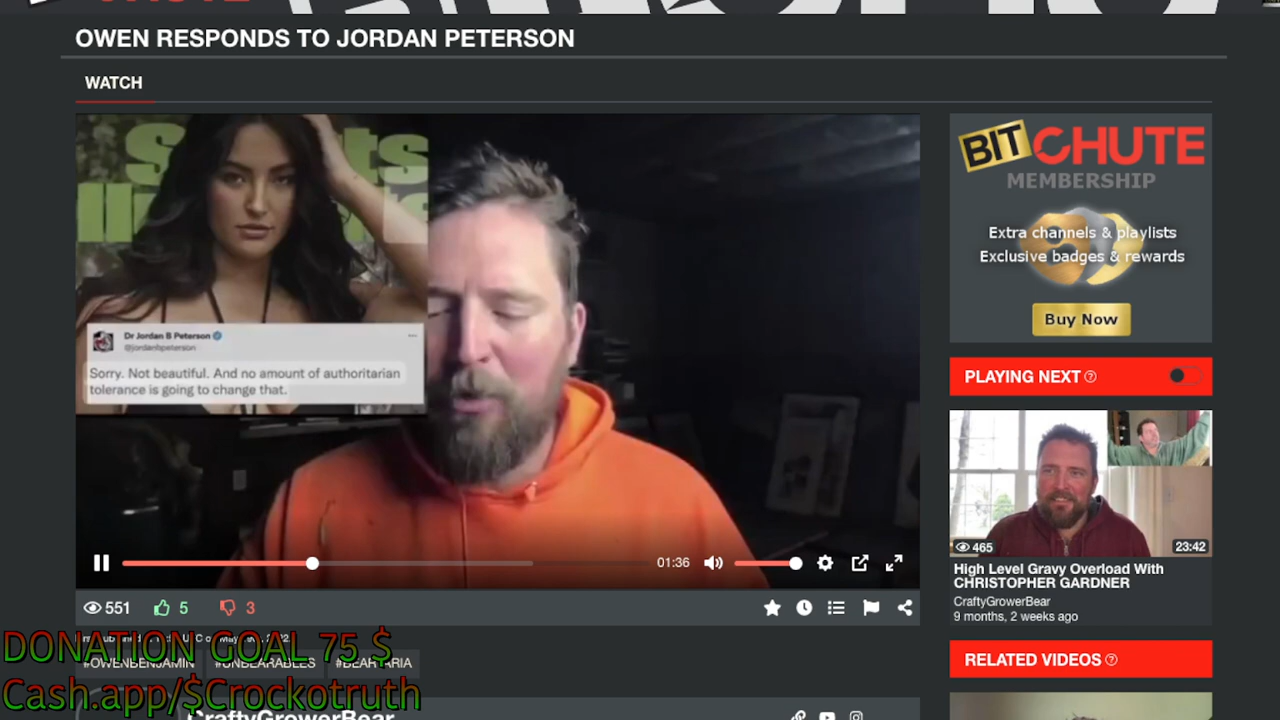 OWEN RESPONDS TO JORDAN PETERSON
WATCH
Sports
Dr Jordan B Peterson
@jordanbpeterson
Sorry. Not beautiful. And no amount of authoritarian
tolerance is going to change that.
01:36
551
5
3
DONATION GOAL 75 $
#OWENBENJAMIN
#UNBEARABLES
Cash.app/$Crockotruth
CraftyGrowerBear
BITCHUTE
MEMBERSHIP
Extra channels & playlists
Exclusive badges & rewards
Buy Now
PLAYING NEXT
465
23:42
High Level Gravy Overload With
CHRISTOPHER GARDNER
CraftyGrowerBear
9 months, 2 weeks ago
RELATED VIDEOS